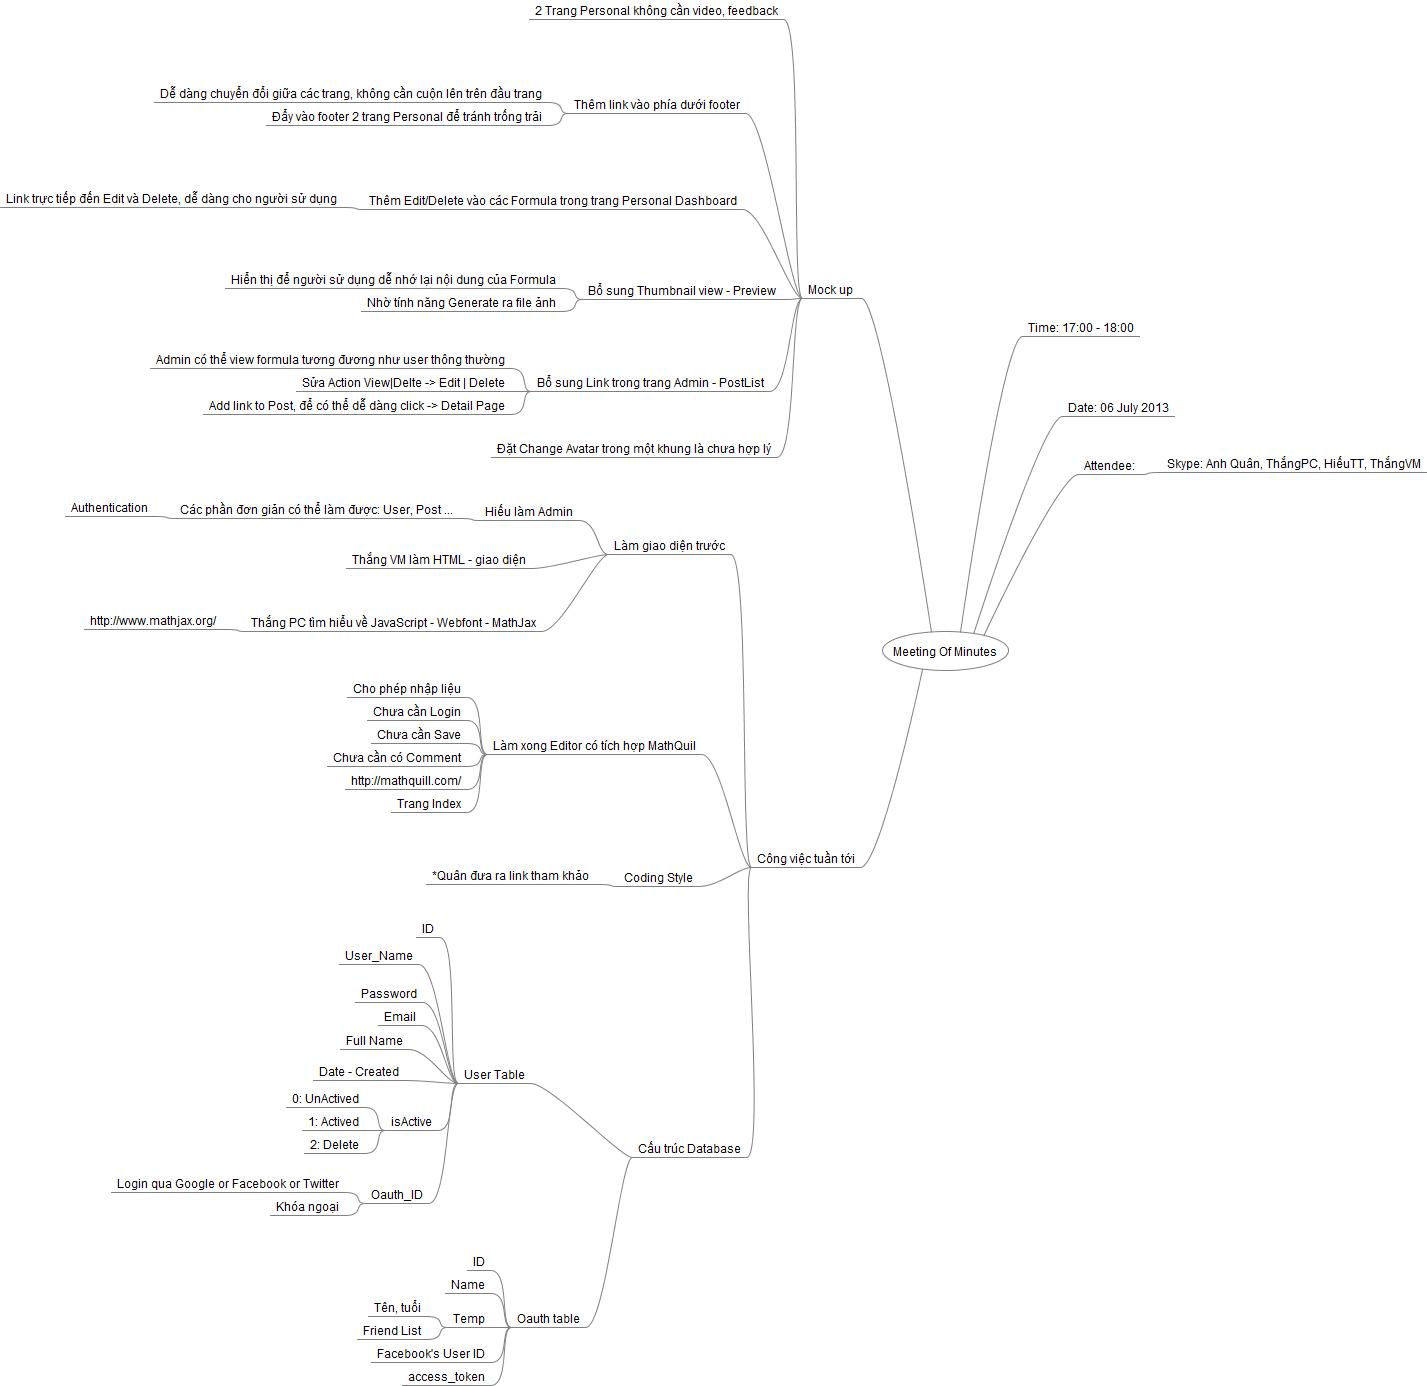 2 Trang Personal không cần video, feedback
Dễ dàng chuyển đổi giữa các trang, không cần cuộn lên trên đầu trang
Thêm link vào phía dưới footer
Đẩy vào footer 2 trang Personal để tránh trống trải
Link trực tiếp đến Edit và Delete, dễ dàng cho người sử dụng
Thêm Edit/Delete vào các Formula trong trang Personal Dashboard
Hiển thị để người sử dụng dễ nhớ lại nội dung của Formula
Bổ sung Thumbnail view - Preview
Nhờ tính năng Generate ra file ảnh
Mock up
Admin có thể view formula tương đương như user thông thường
Sửa Action View|Delte -> Edit | Delete
Bổ sung Link trong trang Admin - PostList
Add link to Post, để có thể dễ dàng click -> Detail Page
Đặt Change Avatar trong một khung là chưa hợp lý
Time: 17:00 - 18:00
Date: 06 July 2013
Attendee:
Skype: Anh Quân, ThắngPC, HiếuTT, ThắngVM
Authentication
Các phần đơn giản có thể làm được: User, Post ...
Hiếu làm Admin
Làm giao diện trước
Thắng VM làm HTML - giao diện
http://www.mathjax.org/
Thắng PC tìm hiểu về JavaScript - Webfont - MathJax
Meeting Of Minutes
Cho phép nhập liệu
Chưa cần Login
Chưa cần Save
Làm xong Editor có tích hợp MathQuil
Chưa cần có Comment
http://mathquill.com/
Trang Index
Công việc tuần tới
*Quân đưa ra link tham khảo
Coding Style
ID
User_Name
Password
Email
Full Name
Date - Created
User Table
0: UnActived
1: Actived
isActive
2: Delete
Cấu trúc Database
Login qua Google or Facebook or Twitter
Oauth_ID
Khóa ngoại
ID
Name
Tên, tuổi
Temp
Oauth table
Friend List
Facebook's User ID
access_token